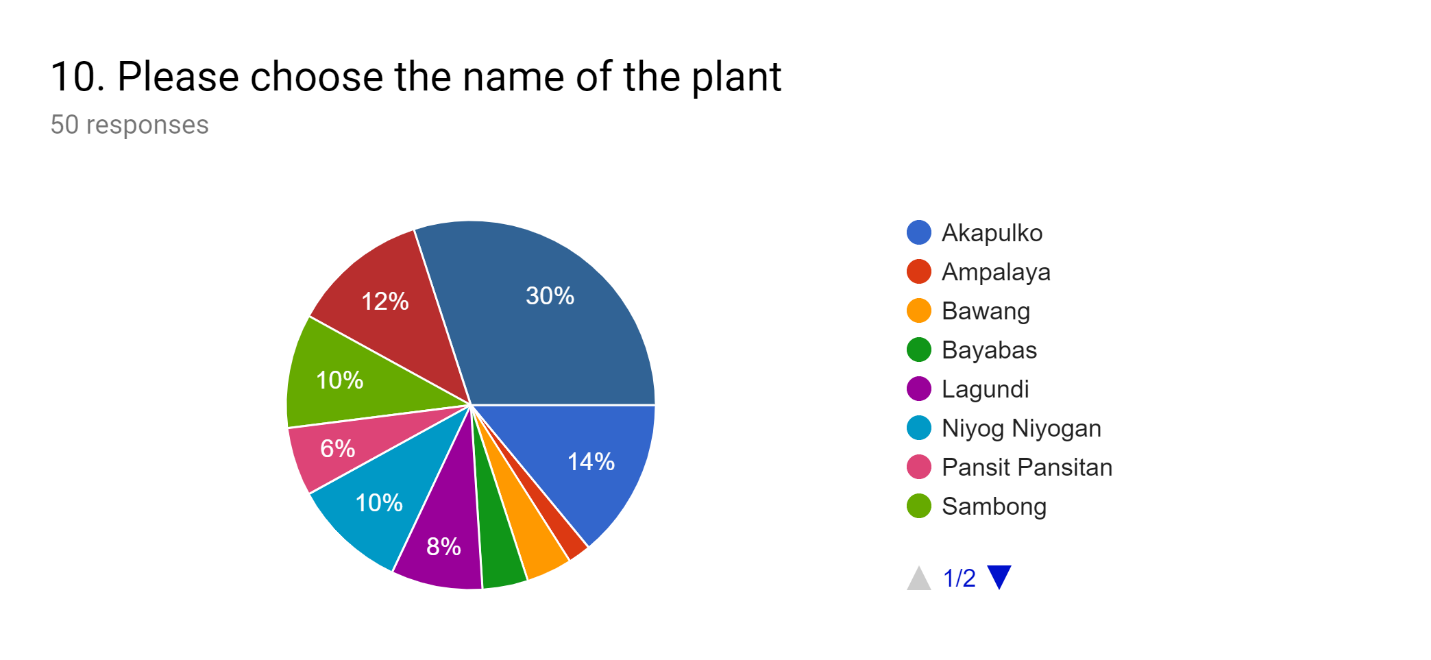 10. Please choose the name of the plant
50 responses
30%
12%
10%
14%
6%
10%
8%
Akapulko
Ampalaya
Bawang
Bayabas
Lagundi
Niyog Niyogan
Pansit Pansitan
Sambong
1/2